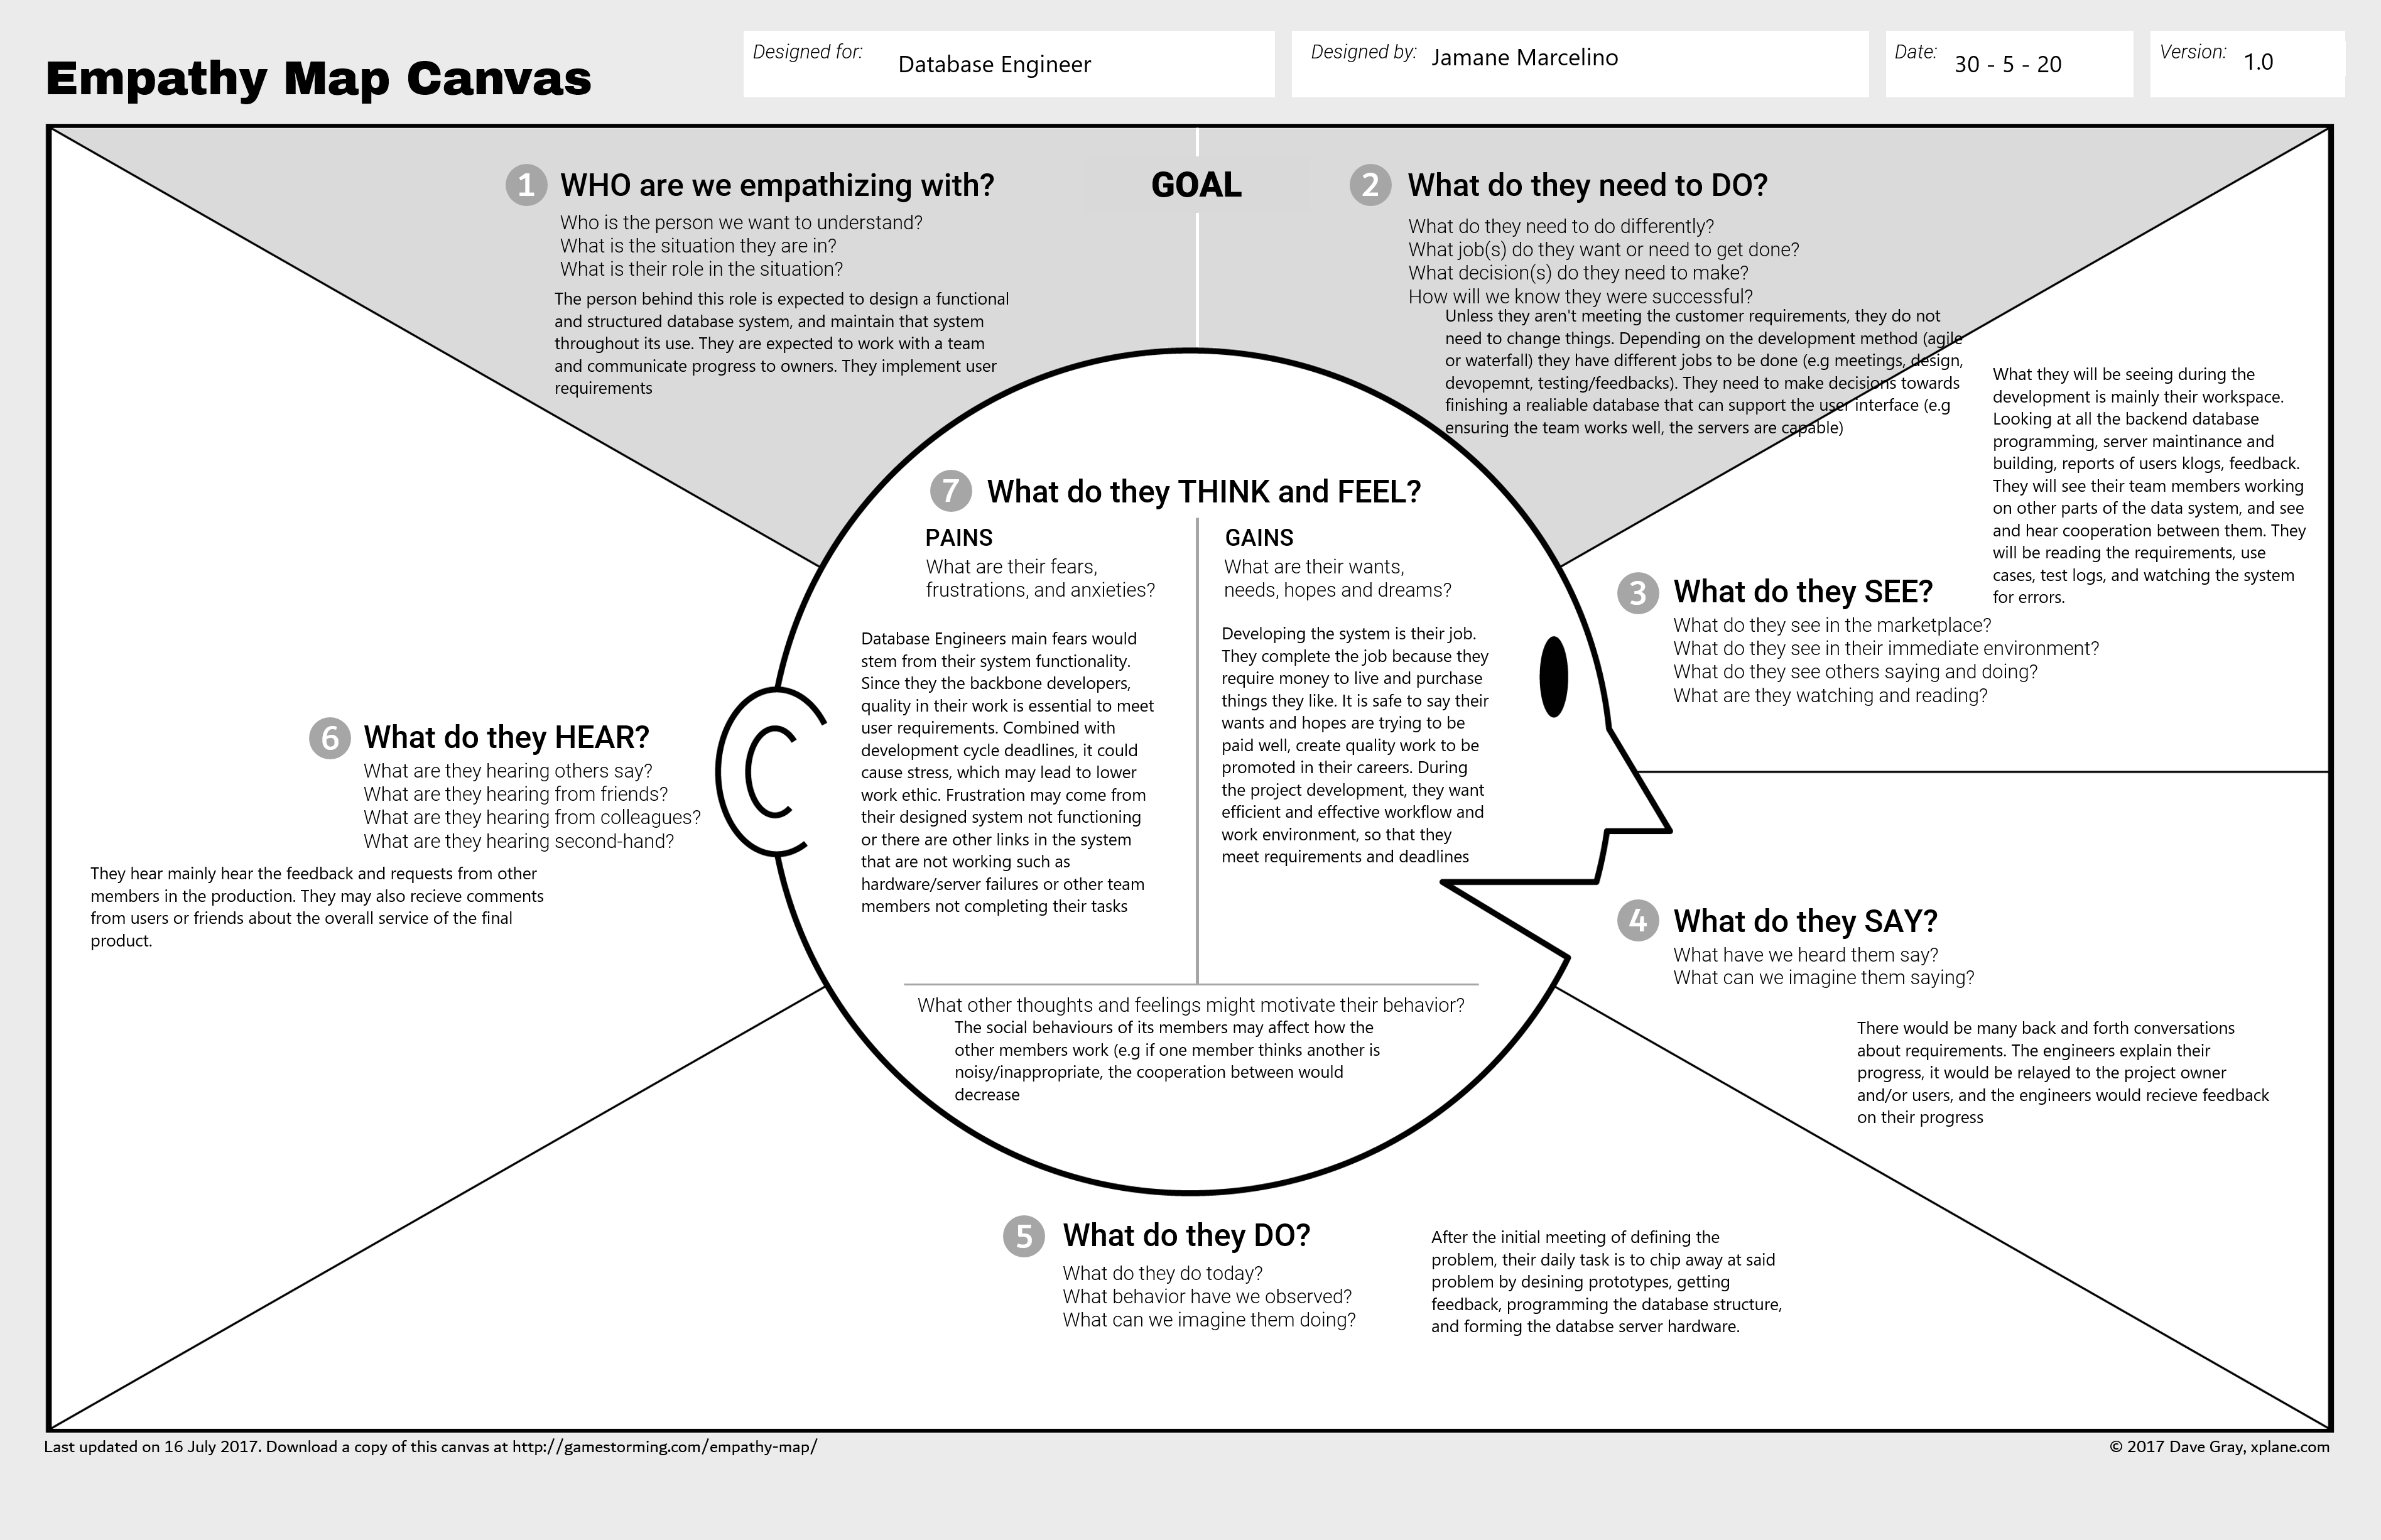 Empathy Map Canvas
Designed for:
Database Engineer
Designed by:
Jamane Marcelino
Date:
30 - 5 - 20
Version:
1.0
1
WHO are we empathizing with?
Who is the person we want to understand?
What is the situation they are in?
What is their role in the situation?
The person behind this role is expected to design a functional
and structured database system, and maintain that system
throughout its use. They are expected to work with a team
and communicate progress to owners. They implement user
requirements
GOAL
2
What do they need to DO?
What do they need to do differently?
What job(s) do they want or need to get done?
What decision(s) do they need to make?
How will we know they were successful?
Unless they aren't meeting the customer requirements, they do not
need to change things. Depending on the development method (agile
or waterfall) they have different jobs to be done (e.g meetings, design,
devopemnt, testing/feedbacks). They need to make decisions towards
finishing a realiable database that can support the user interface (e.g
ensuring the team works well, the servers are capable)
What they will be seeing during the
development is mainly their workspace.
Looking at all the backend database
programming, server maintinance and
building, reports of users klogs, feedback.
They will see their team members working
on other parts of the data system, and see
and hear cooperation between them. They
will be reading the requirements, use
cases, test logs, and watching the system
for errors.
3
What do they SEE?
What do they see in the marketplace?
What do they see in their immediate environment?
What do they see others saying and doing?
What are they watching and reading?
4
What do they SAY?
What have we heard them say?
What can we imagine them saying?
There would be many back and forth conversations
about requirements. The engineers explain their
progress, it would be relayed to the project owner
and/or users, and the engineers would recieve feedback
on their progress
5
What do they DO?
What do they do today?
What behavior have we observed?
What can we imagine them doing?
After the initial meeting of defining the
problem, their daily task is to chip away at said
problem by desining prototypes, getting
feedback, programming the database structure,
and forming the databse server hardware.
6
What do they HEAR?
What are they hearing others say?
What are they hearing from friends?
What are they hearing from colleagues?
What are they hearing second-hand?
They hear mainly hear the feedback and requests from other
members in the production. They may also recieve comments
from users or friends about the overall service of the final
product.
7
What do they THINK and FEEL?
PAINS
What are their fears,
frustrations, and anxieties?
Database Engineers main fears would
stem from their system functionality.
Since they the backbone developers,
quality in their work is essential to meet
user requirements. Combined with
development cycle deadlines, it could
cause stress, which may lead to lower
work ethic. Frustration may come from
their designed system not functioning
or there are other links in the system
that are not working such as
hardware/server failures or other team
members not completing their tasks
GAINS
What are their wants,
needs, hopes and dreams?
Developing the system is their job.
They complete the job because they
require money to live and purchase
things they like. It is safe to say their
wants and hopes are trying to be
paid well, create quality work to be
promoted in their careers. During
the project development, they want
efficient and effective workflow and
work environment, so that they
meet requirements and deadlines
What other thoughts and feelings might motivate their behavior?
The social behaviours of its members may affect how the
other members work (e.g if one member thinks another is
noisy/inappropriate, the cooperation between would
decrease
Last updated on 16 July 2017. Download a copy of this canvas at http://gamestorming.com/empathy-map/
© 2017 Dave Gray, xplane.com